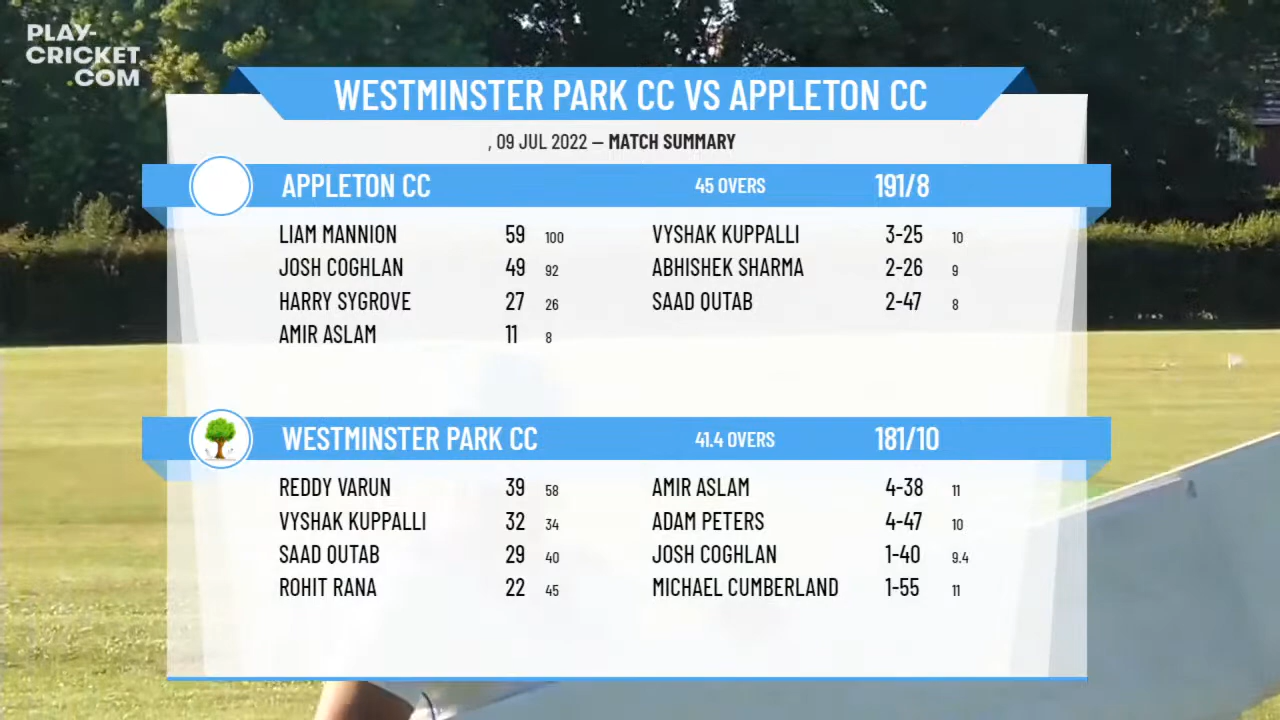 PLAY-
CRICKET
.COM
WESTMINSTER PARK CC VS APPLETON CC
, 09 JUL 2022 – MATCH SUMMARY
APPLETON CC 45 OVERS 191/8
LIAM MANNION 59 100 VYSHAK KUPPALLI 3-25 10
JOSH COGHLAN 49 92 ABHISHEK SHARMA 2-26 9
HARRY SYGROVE 27 26 SAAD QUTAB 2-47 8
AMIR ASLAM 11 8
WESTMINSTER PARK CC 41.4 OVERS 181/10
REDDY VARUN 39 58 AMIR ASLAM 4-38 11
VYSHAK KUPPALLI 32 34 ADAM PETERS 4-47 10
SAAD QUTAB 29 40 JOSH COGHLAN 1-40 9.4
ROHIT RANA 22 45 MICHAEL CUMBERLAND 1-55 11